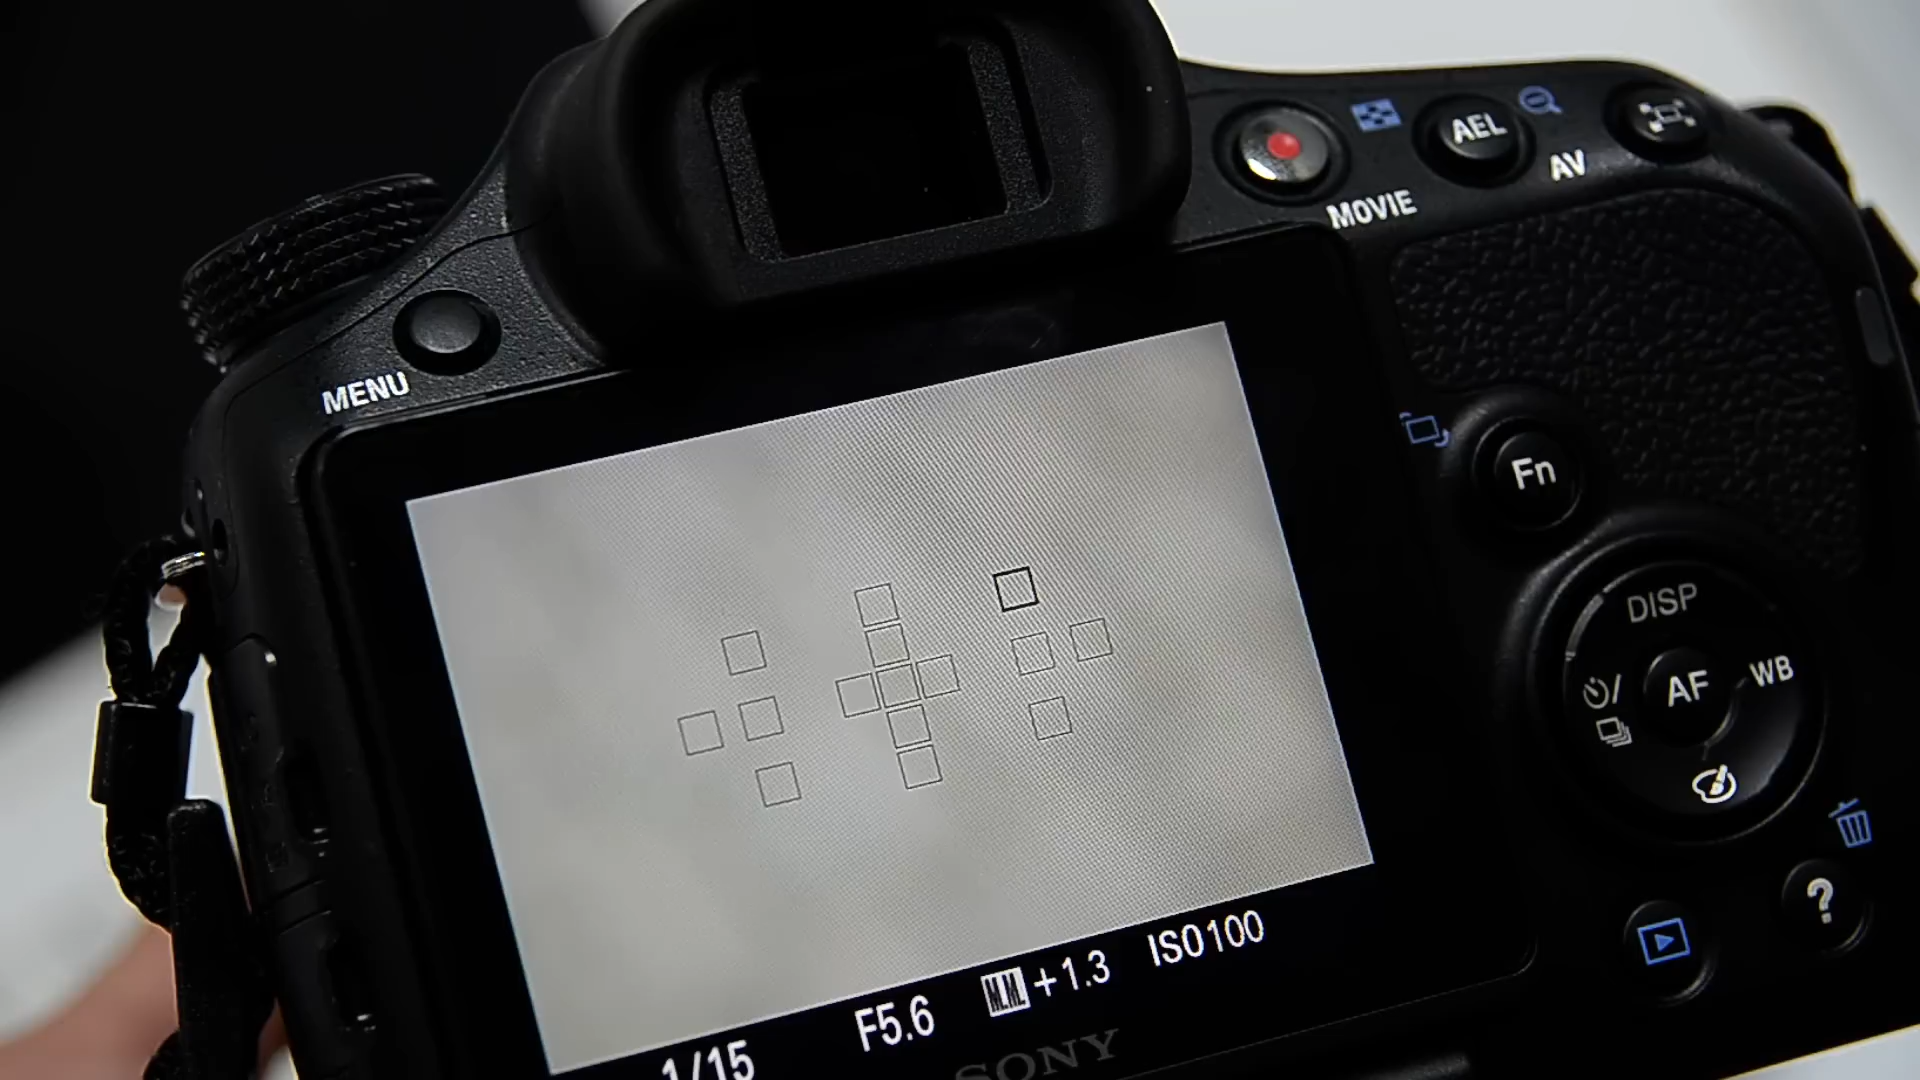 AEL
AV
MOVIE
MENU
Fn
DISP
AF
WB
?
1/15
F5.6
M.M. +1.3
ISO100
SONY